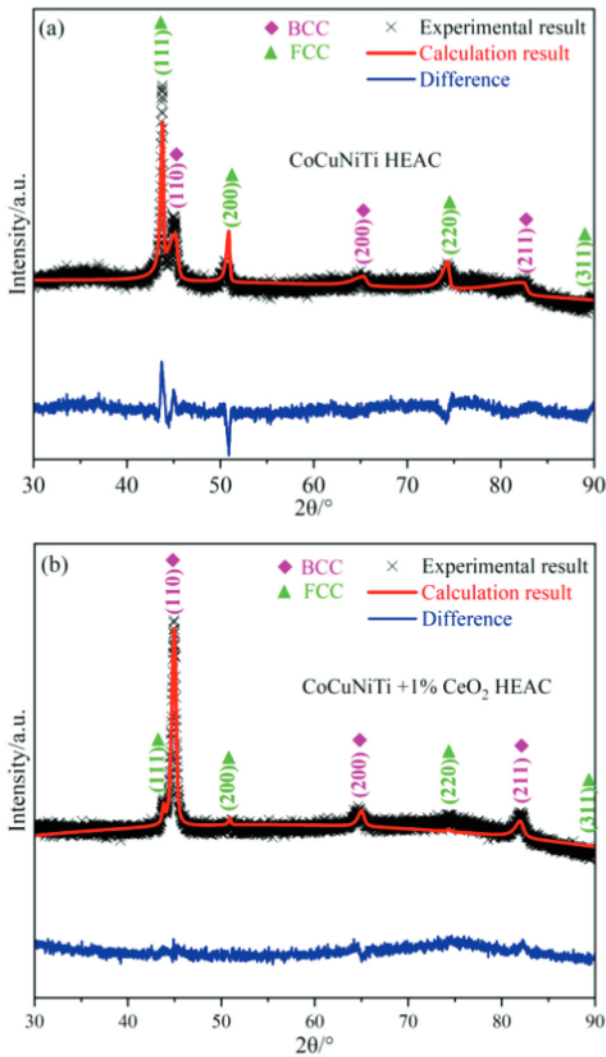 (a)
◆ BCC × Experimental result
▲ FCC Calculation result
Difference
CoCuNiTi HEAC
(111)
(110)
(200)
(200)
(220)
(211)
(311)
Intensity/a.u.
30 40 50 60 70 80 90
2θ/°
(b)
◆ BCC × Experimental result
▲ FCC Calculation result
Difference
CoCuNiTi +1% CeO₂ HEAC
(111)
(110)
(200)
(200)
(220)
(211)
(311)
Intensity/a.u.
30 40 50 60 70 80 90
2θ/°